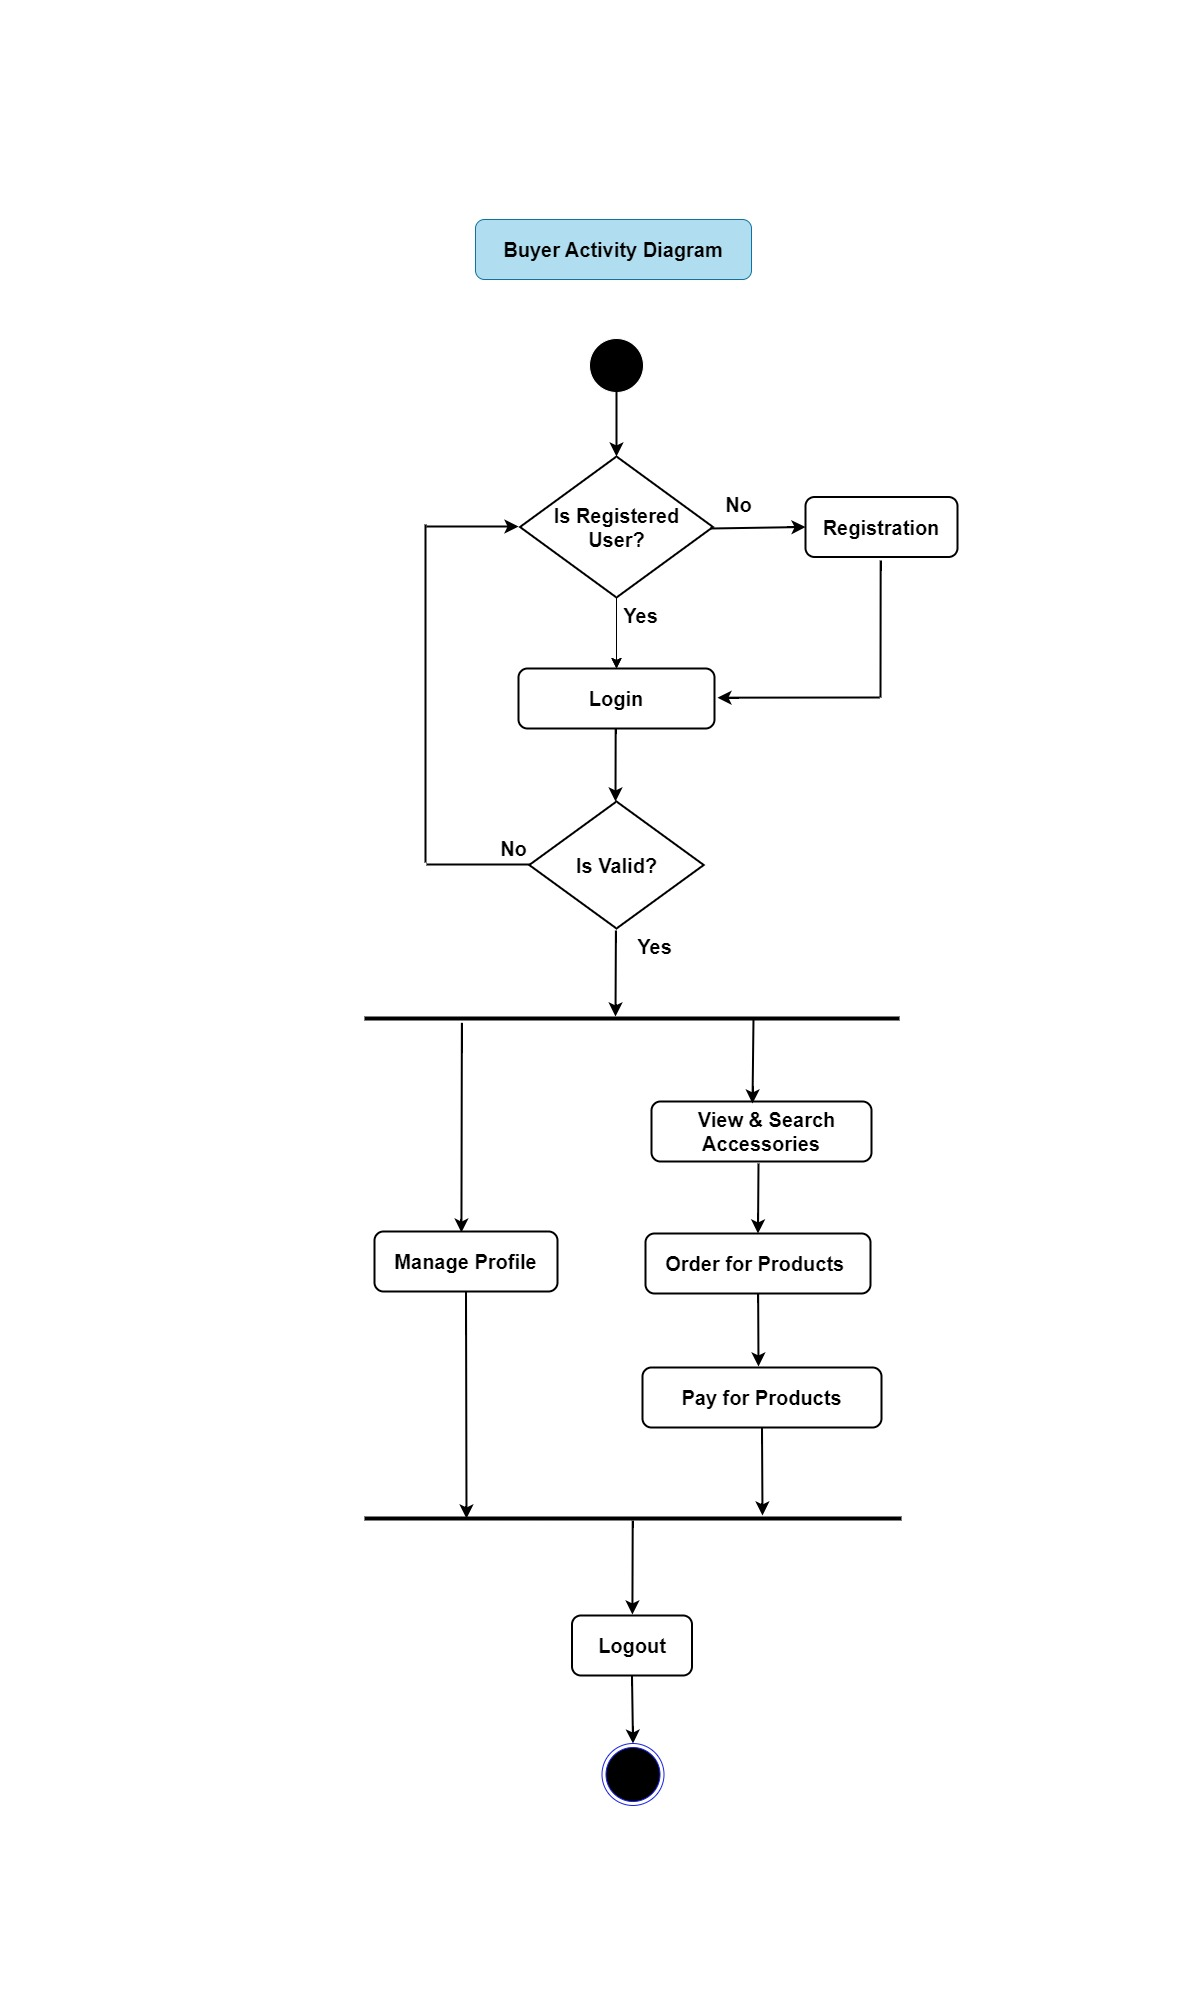 Buyer Activity Diagram
Is Registered
User?
No
Registration
Yes
Login
No
Is Valid?
Yes
View & Search
Accessories
Manage Profile
Order for Products
Pay for Products
Logout